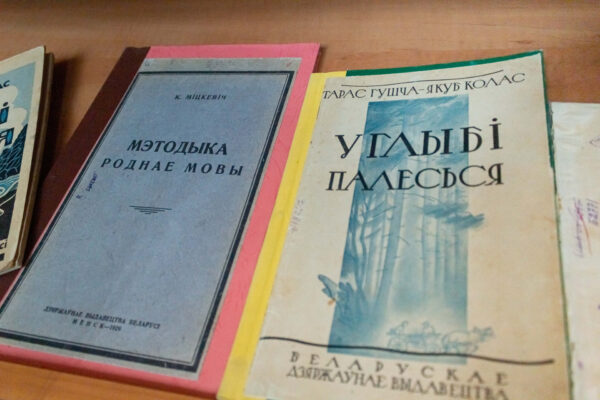 К. МІЦКЕВІЧ
МЭТОДЫКА
РОДНАЕ МОВЫ
ДЗЯРЖАЎНАЕ ВЫДАВЕЦТВА БЕЛАРУСІ
МЕНСК—1926
ТАРАС ГУШЧА-ЯКУБ КОЛАС
У ГЛЫБІ
ПАЛЕСЬСЯ
БЕЛАРУСКАЕ
ДЗЯРЖАЎНАЕ ВЫДАВЕЦТВА